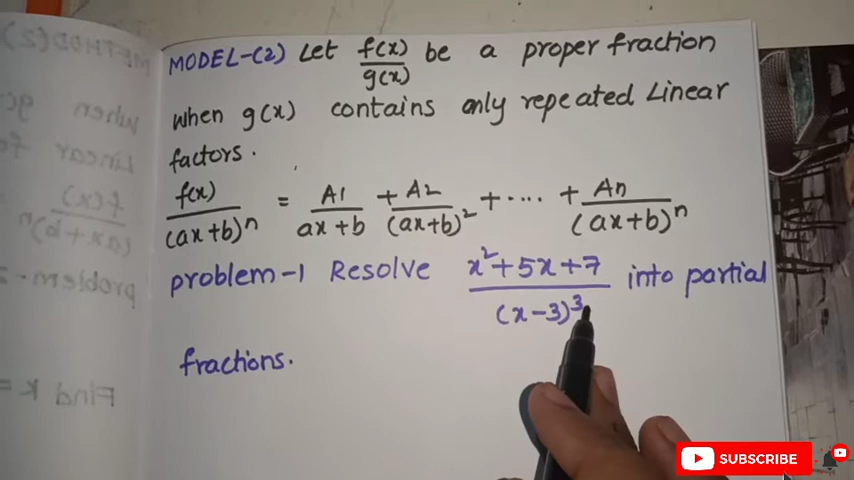 MODEL-(2) Let f(x)/g(x) be a proper fraction
when g(x) contains only repeated Linear
factors.
f(x)/(ax+b)^n = A1/ax+b + A2/(ax+b)^2 + .... + An/(ax+b)^n
problem-1 Resolve x^2+5x+7/(x-3)^3 into partial
fractions.
SUBSCRIBE